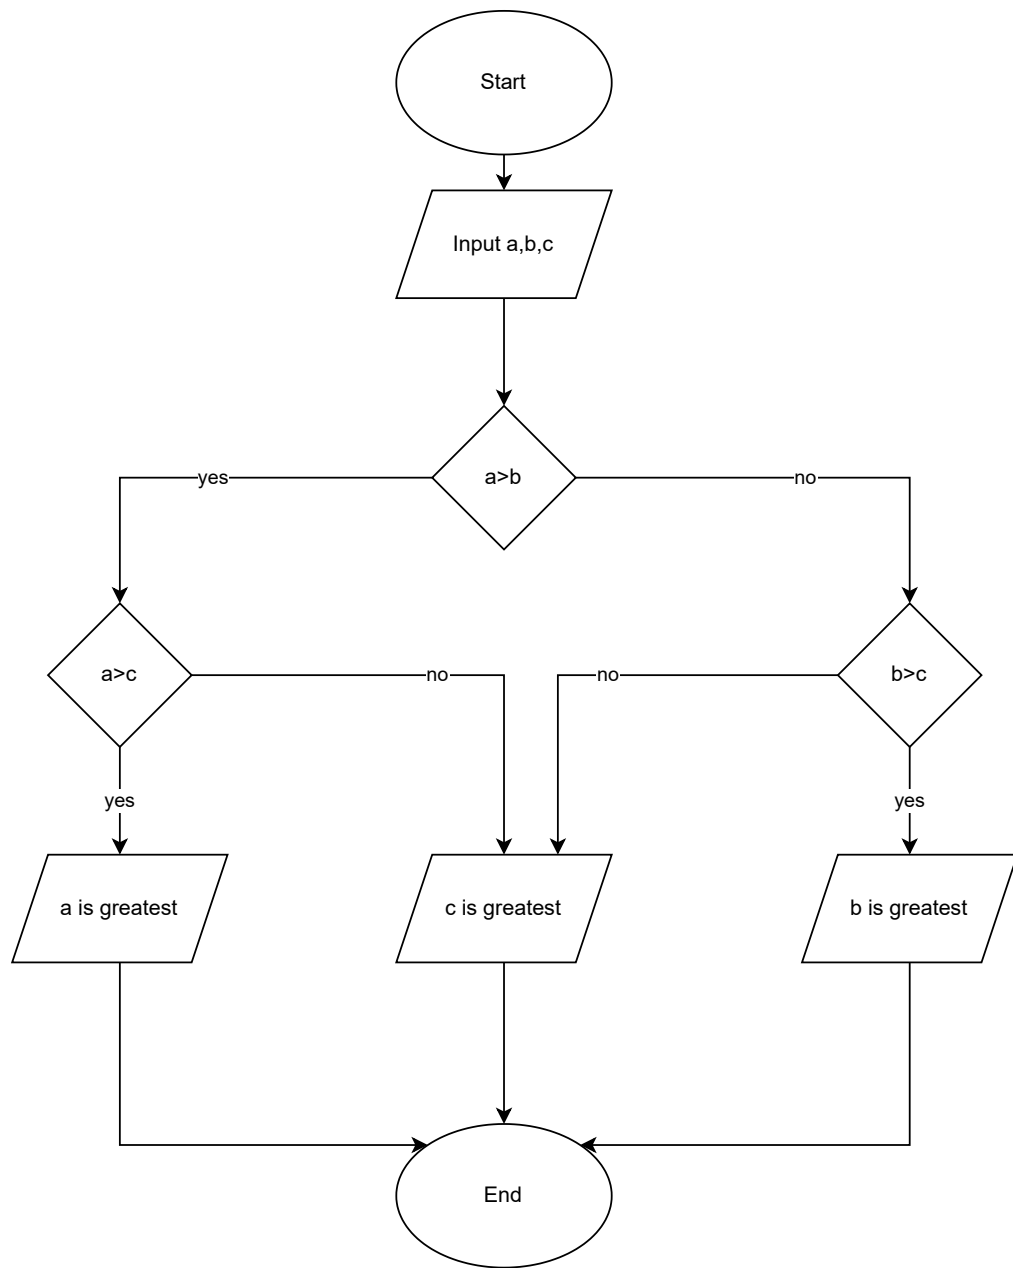 Start
Input a,b,c
a>b
yes
no
a>c
no
no
b>c
yes
yes
a is greatest
c is greatest
b is greatest
End